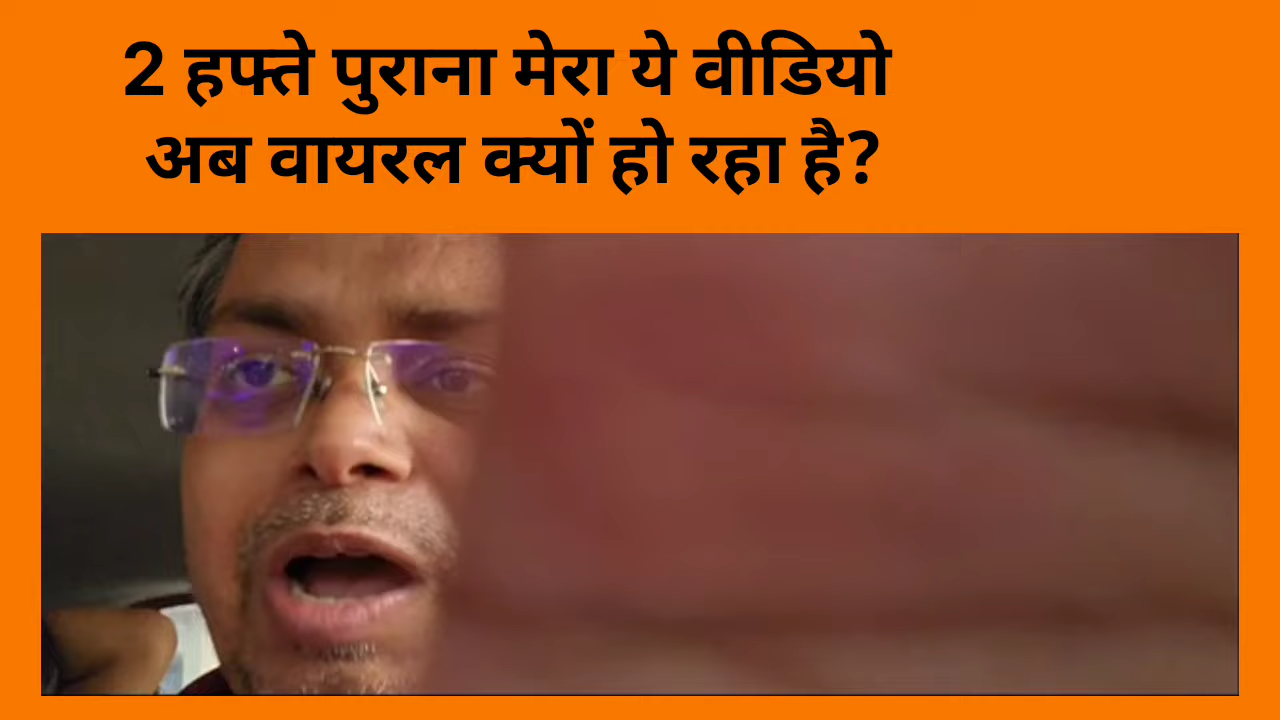 2 हफ्ते पुराना मेरा ये वीडियो
अब वायरल क्यों हो रहा है?